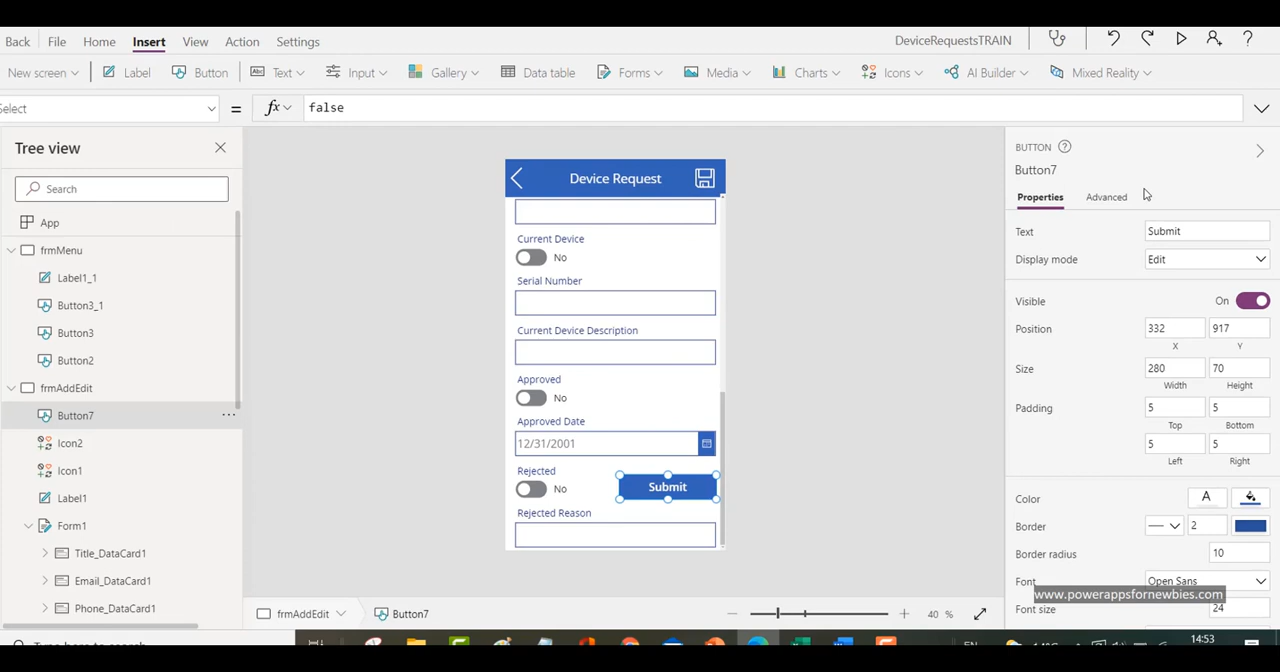 Back File Home Insert View Action Settings DeviceRequestsTRAIN ?
New screen Label Button Text Input Gallery Data table Forms Media Charts Icons AI Builder Mixed Reality
elect = fx false
Tree view
Search
App
frmMenu
Label1_1
Button3_1
Button3
Button2
frmAddEdit
Button7 ...
Icon2
Icon1
Label1
Form1
Title_DataCard1
Email_DataCard1
Phone_DataCard1
Device Request
Current Device
No
Serial Number
Current Device Description
Approved
No
Approved Date
12/31/2001
Rejected
No
Submit
Rejected Reason
frmAddEdit Button7 40 %
BUTTON ?
Button7
Properties Advanced
Text Submit
Display mode Edit
Visible On
Position 332 917
X Y
Size 280 70
Width Height
Padding 5 5
Top Bottom
5 5
Left Right
Color A
Border 2
Border radius 10
Font Open Sans
www.powerappsfornewbies.com
Font size 24
14:53